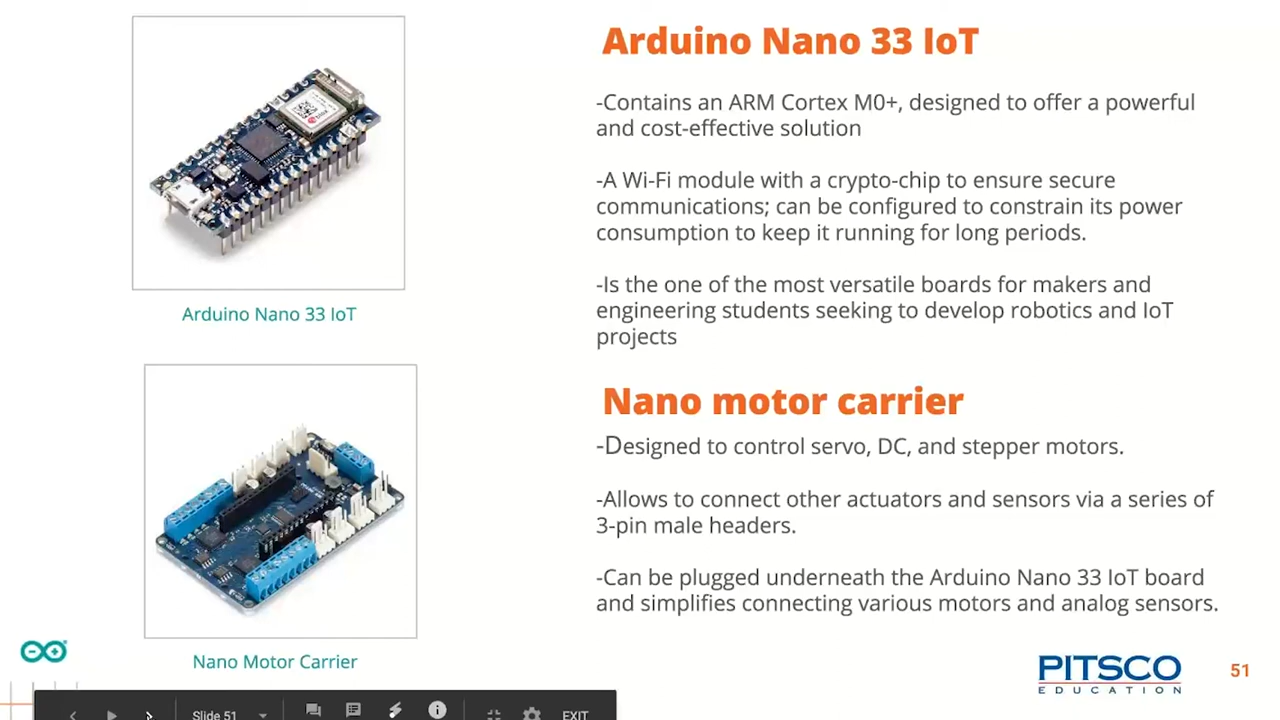 Arduino Nano 33 IoT
-Contains an ARM Cortex M0+, designed to offer a powerful
and cost-effective solution
-A Wi-Fi module with a crypto-chip to ensure secure
communications; can be configured to constrain its power
consumption to keep it running for long periods.
-Is the one of the most versatile boards for makers and
engineering students seeking to develop robotics and IoT
projects
Arduino Nano 33 IoT
Nano motor carrier
-Designed to control servo, DC, and stepper motors.
-Allows to connect other actuators and sensors via a series of
3-pin male headers.
-Can be plugged underneath the Arduino Nano 33 IoT board
and simplifies connecting various motors and analog sensors.
Nano Motor Carrier
PITSCO
EDUCATION
51
Slide 51
EXIT